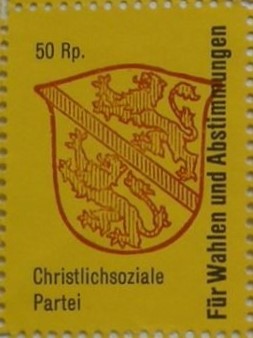 50 Rp.
Für Wahlen und Abstimmungen
Christlichsoziale
Partei